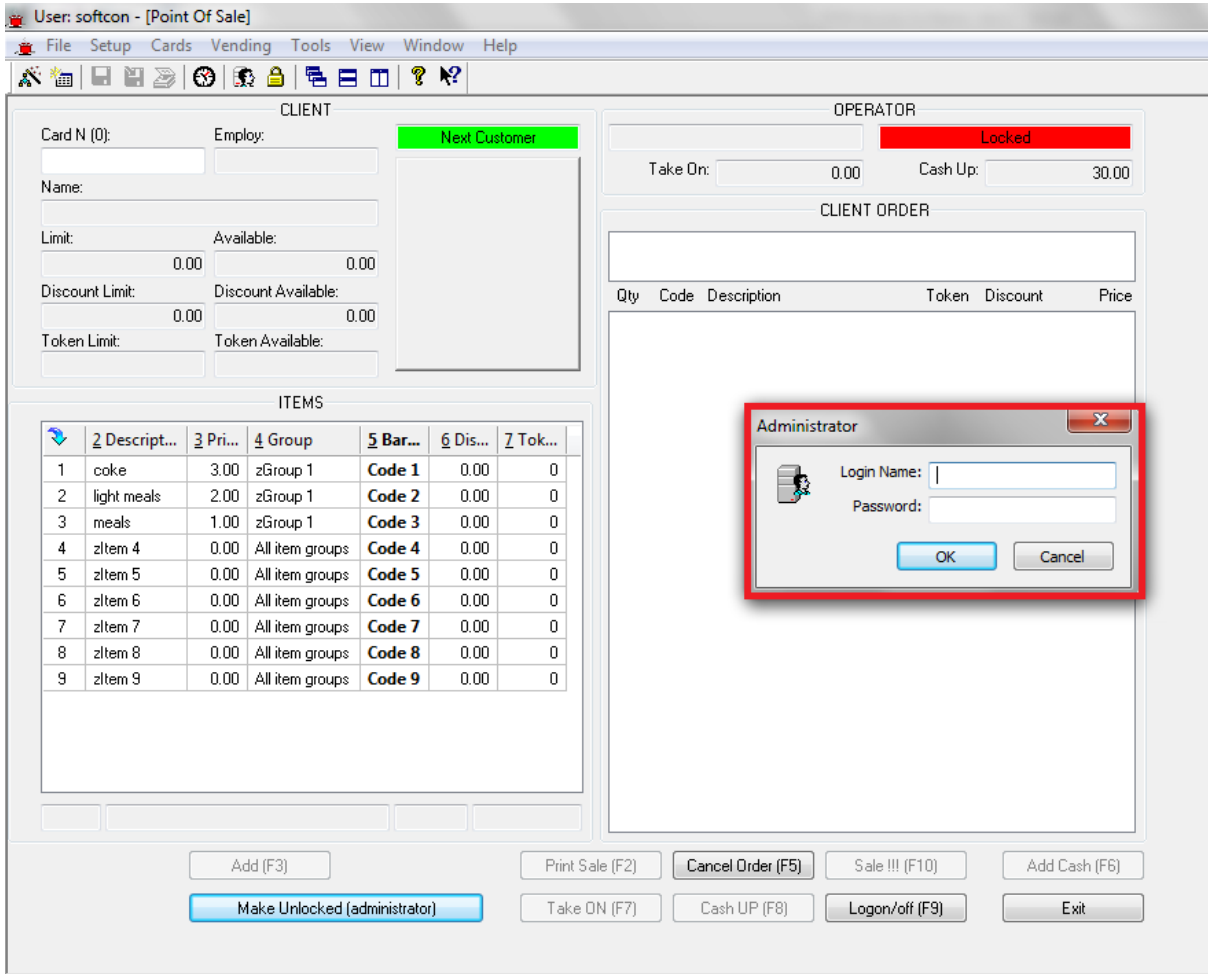 User: softcon - [Point Of Sale]
File Setup Cards Vending Tools View Window Help
CLIENT
Card N (0): Employ: Next Customer
Name:
Limit: Available:
0.00 0.00
Discount Limit: Discount Available:
0.00 0.00
Token Limit: Token Available:
OPERATOR
Locked
Take On: 0.00 Cash Up: 30.00
CLIENT ORDER
Qty Code Description Token Discount Price
ITEMS
2 Descript... 3 Pri... 4 Group 5 Bar... 6 Dis... 7 Tok...
1 coke 3.00 zGroup 1 Code 1 0.00 0
2 light meals 2.00 zGroup 1 Code 2 0.00 0
3 meals 1.00 zGroup 1 Code 3 0.00 0
4 zItem 4 0.00 All item groups Code 4 0.00 0
5 zItem 5 0.00 All item groups Code 5 0.00 0
6 zItem 6 0.00 All item groups Code 6 0.00 0
7 zItem 7 0.00 All item groups Code 7 0.00 0
8 zItem 8 0.00 All item groups Code 8 0.00 0
9 zItem 9 0.00 All item groups Code 9 0.00 0
Administrator
Login Name:
Password:
OK Cancel
Add (F3) Print Sale (F2) Cancel Order (F5) Sale !!! (F10) Add Cash (F6)
Make Unlocked (administrator) Take ON (F7) Cash UP (F8) Logon/off (F9) Exit